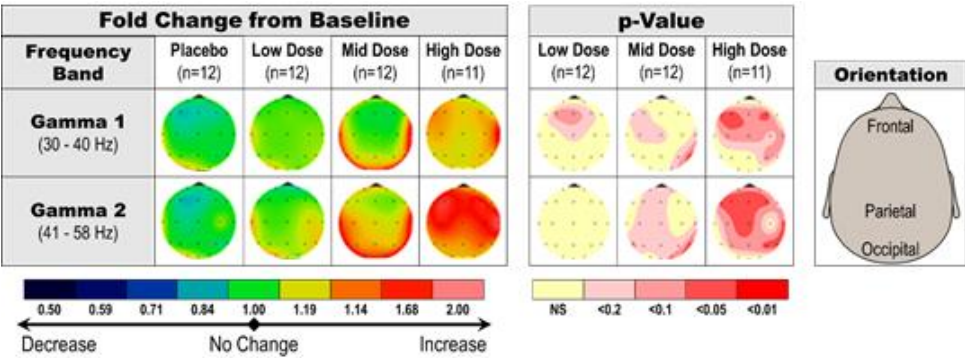 Fold Change from Baseline
Frequency Band
Placebo (n=12)
Low Dose (n=12)
Mid Dose (n=12)
High Dose (n=11)
Gamma 1
(30 - 40 Hz)
Gamma 2
(41 - 58 Hz)
0.50 0.59 0.71 0.84 1.00 1.19 1.14 1.68 2.00
Decrease No Change Increase
p-Value
Low Dose (n=12)
Mid Dose (n=12)
High Dose (n=11)
NS <0.2 <0.1 <0.05 <0.01
Orientation
Frontal
Parietal
Occipital